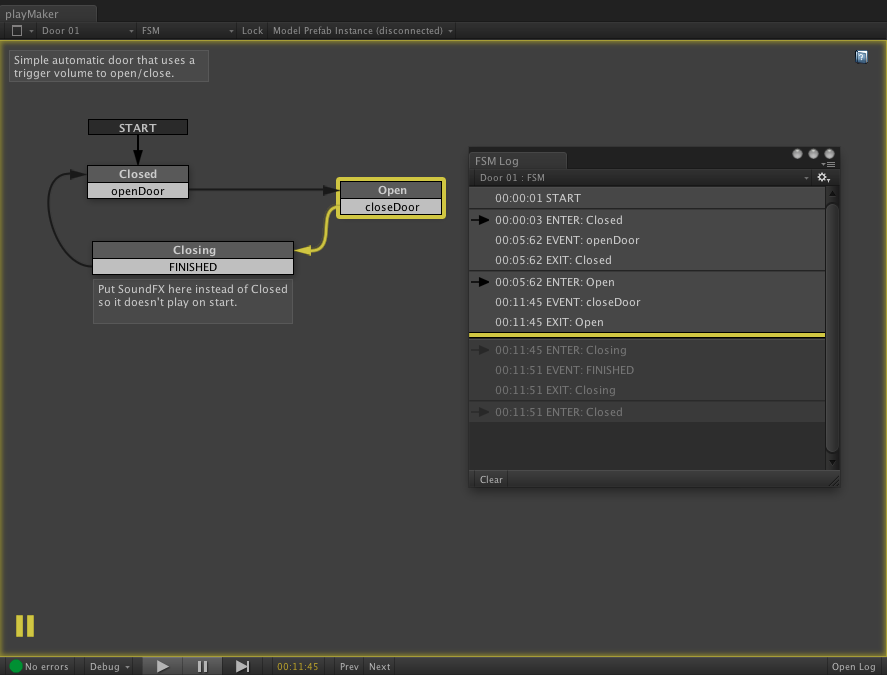 playMaker
Door 01 FSM Lock Model Prefab Instance (disconnected)
Simple automatic door that uses a
trigger volume to open/close.
START
Closed
openDoor
Open
closeDoor
Closing
FINISHED
Put SoundFX here instead of Closed
so it doesn't play on start.
FSM Log
Door 01 : FSM
00:00:01 START
00:00:03 ENTER: Closed
00:05:62 EVENT: openDoor
00:05:62 EXIT: Closed
00:05:62 ENTER: Open
00:11:45 EVENT: closeDoor
00:11:45 EXIT: Open
00:11:45 ENTER: Closing
00:11:51 EVENT: FINISHED
00:11:51 EXIT: Closing
00:11:51 ENTER: Closed
Clear
No errors Debug 00:11:45 Prev Next Open Log